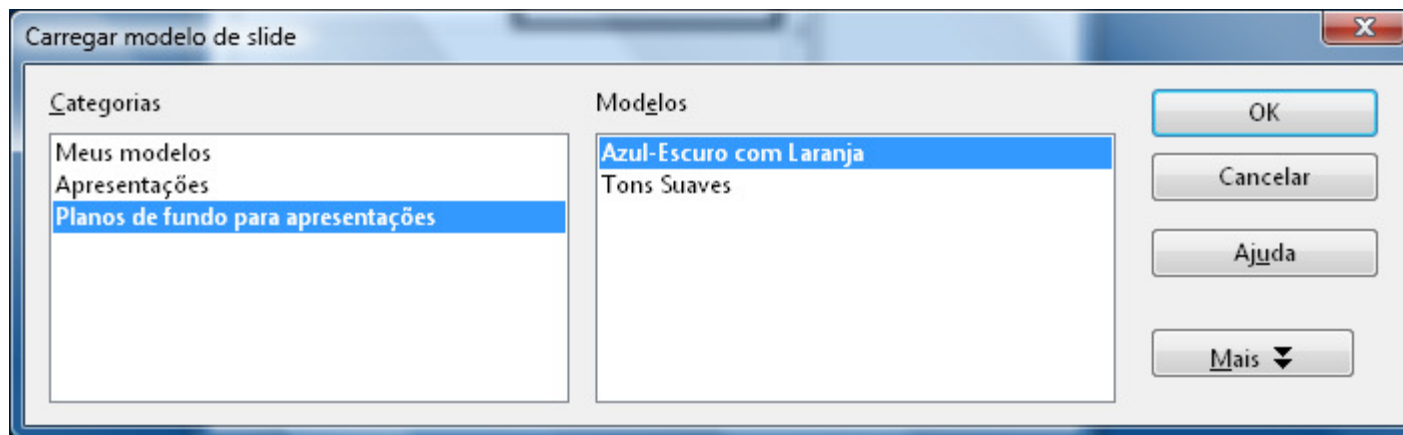 Carregar modelo de slide
Categorias
Meus modelos
Apresentações
Planos de fundo para apresentações
Modelos
Azul-Escuro com Laranja
Tons Suaves
OK
Cancelar
Ajuda
Mais